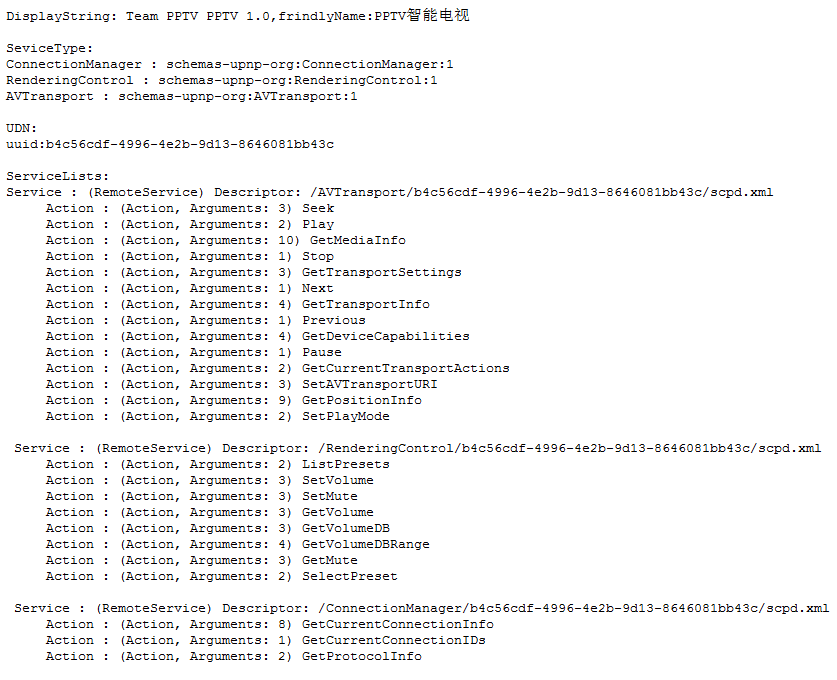 DisplayString: Team PPTV PPTV 1.0,frindlyName:PPTV智能电视
SeviceType:
ConnectionManager : schemas-upnp-org:ConnectionManager:1
RenderingControl : schemas-upnp-org:RenderingControl:1
AVTransport : schemas-upnp-org:AVTransport:1
UDN:
uuid:b4c56cdf-4996-4e2b-9d13-8646081bb43c
ServiceLists:
Service : (RemoteService) Descriptor: /AVTransport/b4c56cdf-4996-4e2b-9d13-8646081bb43c/scpd.xml
Action : (Action, Arguments: 3) Seek
Action : (Action, Arguments: 2) Play
Action : (Action, Arguments: 10) GetMediaInfo
Action : (Action, Arguments: 1) Stop
Action : (Action, Arguments: 3) GetTransportSettings
Action : (Action, Arguments: 1) Next
Action : (Action, Arguments: 4) GetTransportInfo
Action : (Action, Arguments: 1) Previous
Action : (Action, Arguments: 4) GetDeviceCapabilities
Action : (Action, Arguments: 1) Pause
Action : (Action, Arguments: 2) GetCurrentTransportActions
Action : (Action, Arguments: 3) SetAVTransportURI
Action : (Action, Arguments: 9) GetPositionInfo
Action : (Action, Arguments: 2) SetPlayMode
Service : (RemoteService) Descriptor: /RenderingControl/b4c56cdf-4996-4e2b-9d13-8646081bb43c/scpd.xml
Action : (Action, Arguments: 2) ListPresets
Action : (Action, Arguments: 3) SetVolume
Action : (Action, Arguments: 3) SetMute
Action : (Action, Arguments: 3) GetVolume
Action : (Action, Arguments: 3) GetVolumeDB
Action : (Action, Arguments: 4) GetVolumeDBRange
Action : (Action, Arguments: 3) GetMute
Action : (Action, Arguments: 2) SelectPreset
Service : (RemoteService) Descriptor: /ConnectionManager/b4c56cdf-4996-4e2b-9d13-8646081bb43c/scpd.xml
Action : (Action, Arguments: 8) GetCurrentConnectionInfo
Action : (Action, Arguments: 1) GetCurrentConnectionIDs
Action : (Action, Arguments: 2) GetProtocolInfo